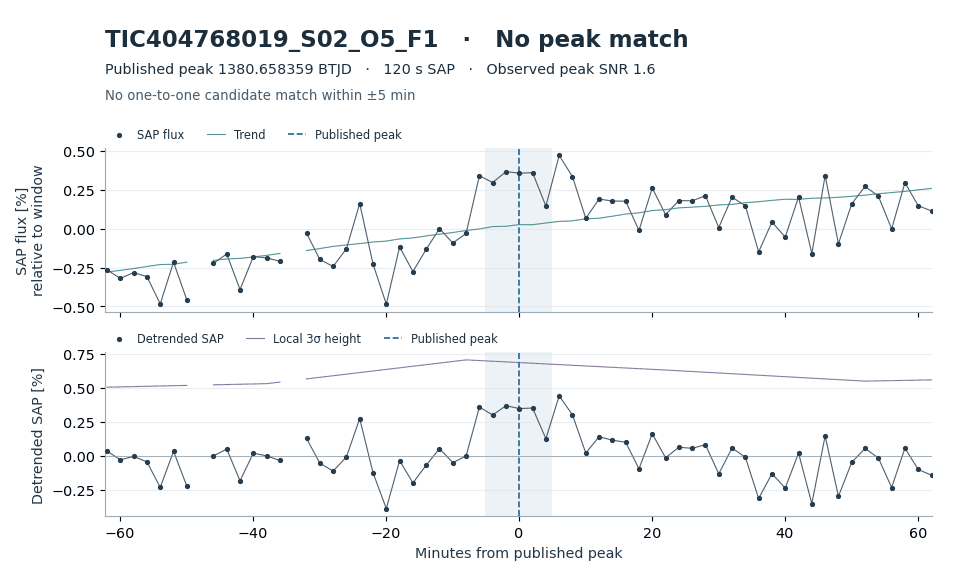 TIC404768019_S02_O5_F1 · No peak match
Published peak 1380.658359 BTJD · 120 s SAP · Observed peak SNR 1.6
No one-to-one candidate match within ±5 min
SAP flux Trend Published peak
SAP flux [%]
relative to window
0.50
0.25
0.00
−0.25
−0.50
Detrended SAP Local 3σ height Published peak
Detrended SAP [%]
0.75
0.50
0.25
0.00
−0.25
−60 −40 −20 0 20 40 60
Minutes from published peak